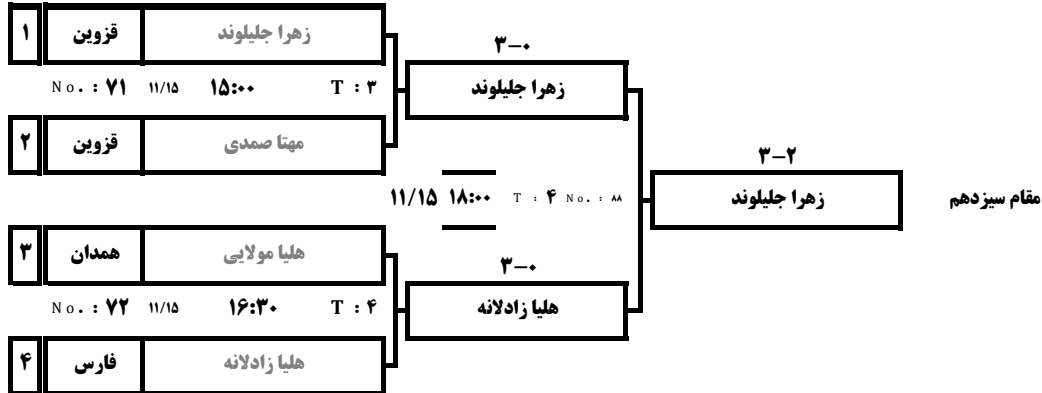 ۱ قزوین زهرا جلیلوند
۳-۰
No. : ۷۱ ۱۱/۱۵ ۱۵:۰۰ T : ۳
زهرا جلیلوند
۲ قزوین مهتا صمدی
۳-۲
۱۱/۱۵ ۱۸:۰۰ T : ۴ No. : ۸۸
زهرا جلیلوند
مقام سیزدهم
۳ همدان هلیا مولایی
۳-۰
No. : ۷۲ ۱۱/۱۵ ۱۶:۳۰ T : ۴
هلیا زادلانه
۴ فارس هلیا زادلانه